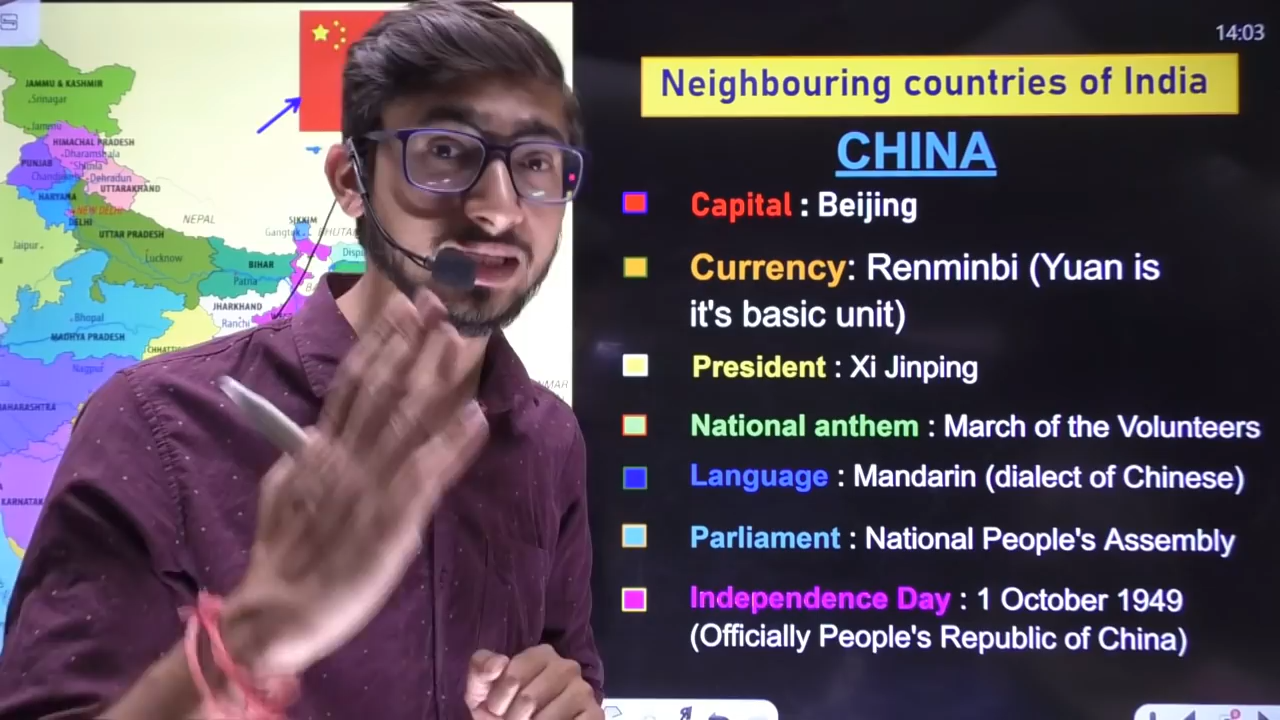 14:03
Neighbouring countries of India
CHINA
Capital : Beijing
Currency: Renminbi (Yuan is
it's basic unit)
President : Xi Jinping
National anthem : March of the Volunteers
Language : Mandarin (dialect of Chinese)
Parliament : National People's Assembly
Independence Day : 1 October 1949
(Officially People's Republic of China)
JAMMU & KASHMIR
Srinagar
Jammu
HIMACHAL PRADESH
Dharamshala
Shimla
PUNJAB
Dehradun
UTTARAKHAND
HARYANA
NEW DELHI
DELHI
NEPAL
SIKKIM
Gangtok
UTTAR PRADESH
Jaipur
Lucknow
BIHAR
Patna
JHARKHAND
Ranchi
Bhopal
MADHYA PRADESH
Nagpur